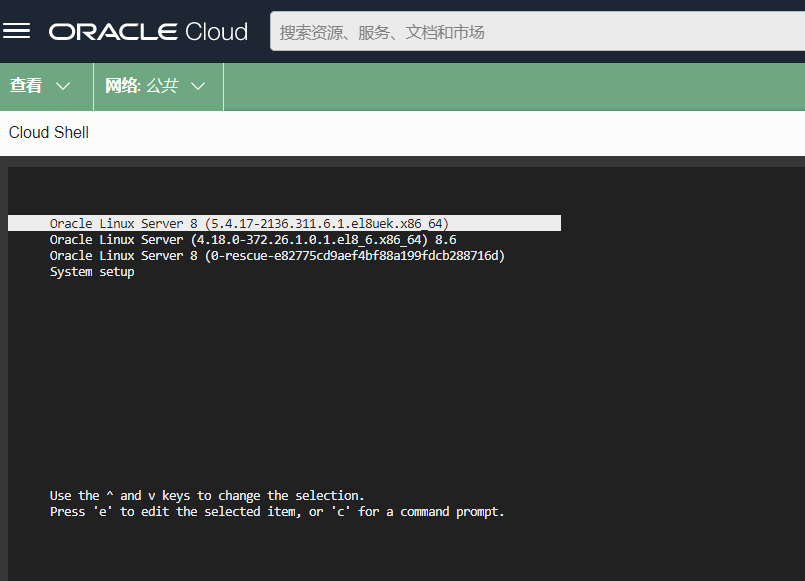 ORACLE Cloud
搜索资源、服务、文档和市场
查看
网络: 公共
Cloud Shell
Oracle Linux Server 8 (5.4.17-2136.311.6.1.el8uek.x86_64)
Oracle Linux Server (4.18.0-372.26.1.0.1.el8_6.x86_64) 8.6
Oracle Linux Server 8 (0-rescue-e82775cd9aef4bf88a199fdcb288716d)
System setup
Use the ^ and v keys to change the selection.
Press 'e' to edit the selected item, or 'c' for a command prompt.